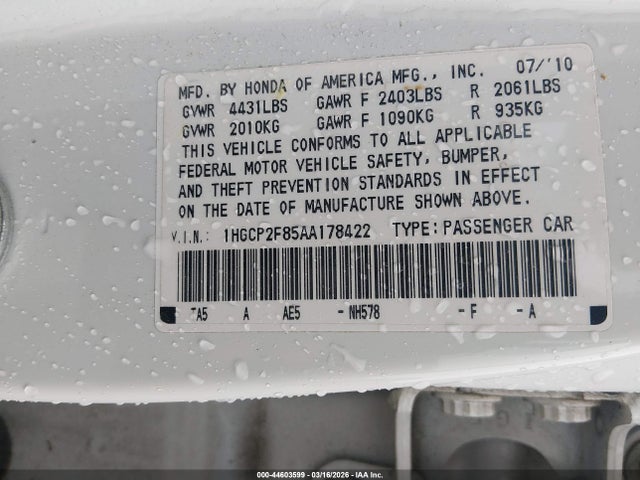 MFD. BY HONDA OF AMERICA MFG., INC. 07/'10
GVWR 4431LBS GAWR F 2403LBS R 2061LBS
GVWR 2010KG GAWR F 1090KG R 935KG
THIS VEHICLE CONFORMS TO ALL APPLICABLE
FEDERAL MOTOR VEHICLE SAFETY, BUMPER,
AND THEFT PREVENTION STANDARDS IN EFFECT
ON THE DATE OF MANUFACTURE SHOWN ABOVE.
V.I.N.: 1HGCP2F85AA178422 TYPE:PASSENGER CAR
TA5 A AE5 -NH578 -F -A
000-44603599 - 03/16/2026 - IAA Inc.